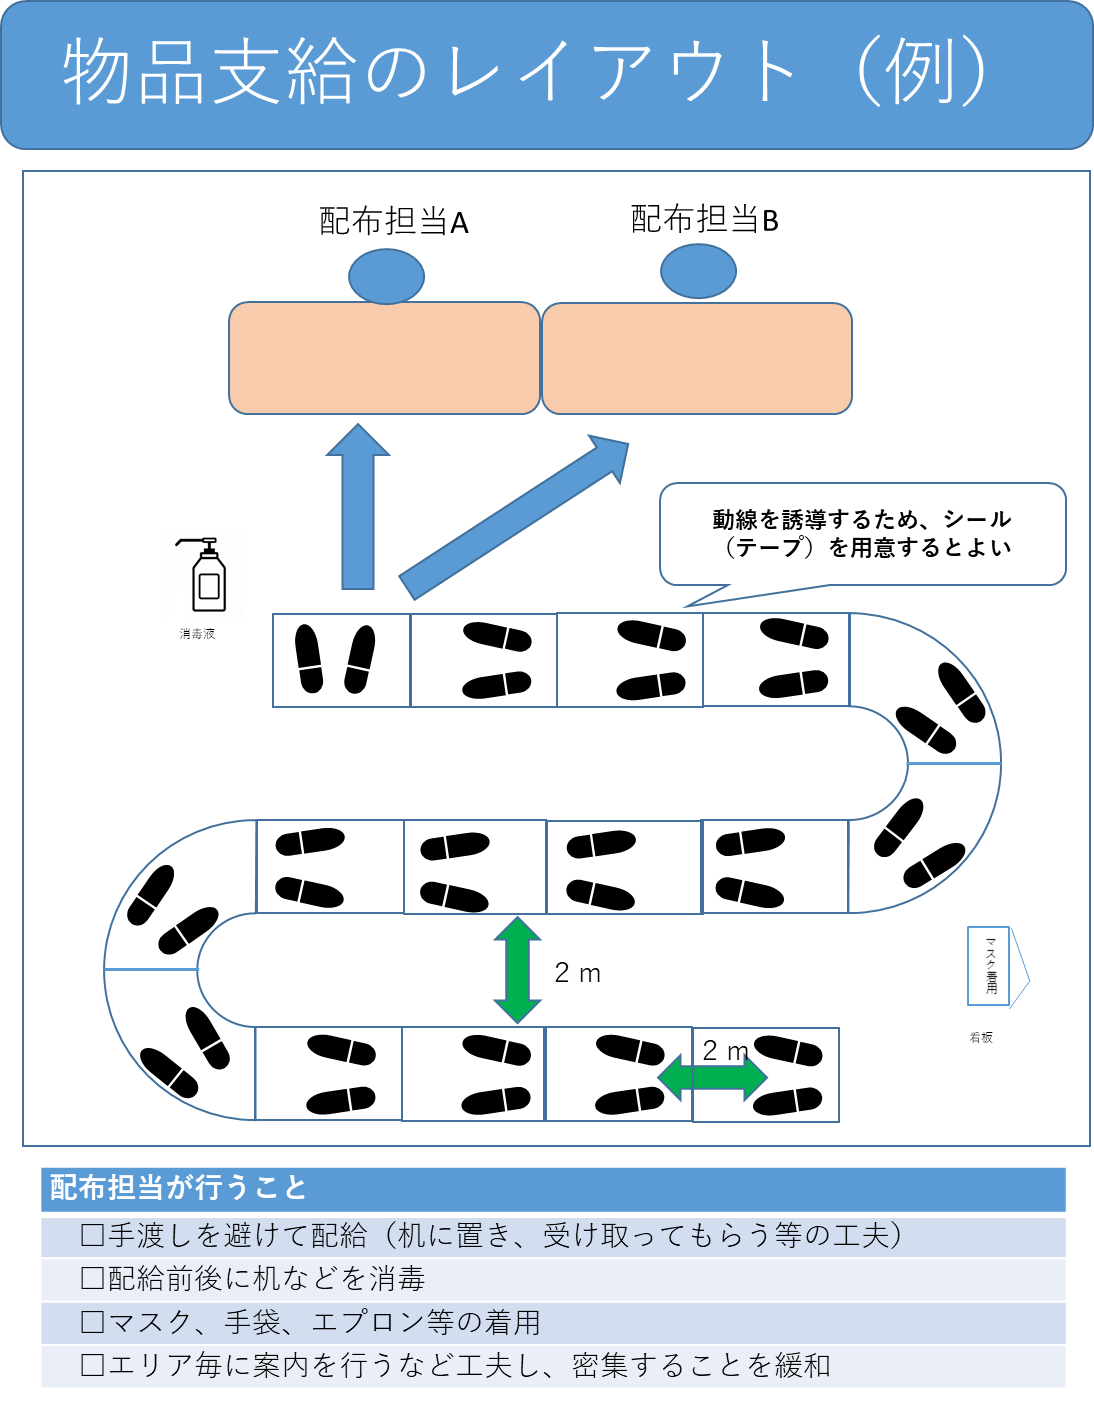 物品支給のレイアウト（例）
配布担当A
配布担当B
動線を誘導するため、シール
（テープ）を用意するとよい
消毒液
2 m
マスク着用
看板
2 m
配布担当が行うこと
□手渡しを避けて配給（机に置き、受け取ってもらう等の工夫）
□配給前後に机などを消毒
□マスク、手袋、エプロン等の着用
□エリア毎に案内を行うなど工夫し、密集することを緩和